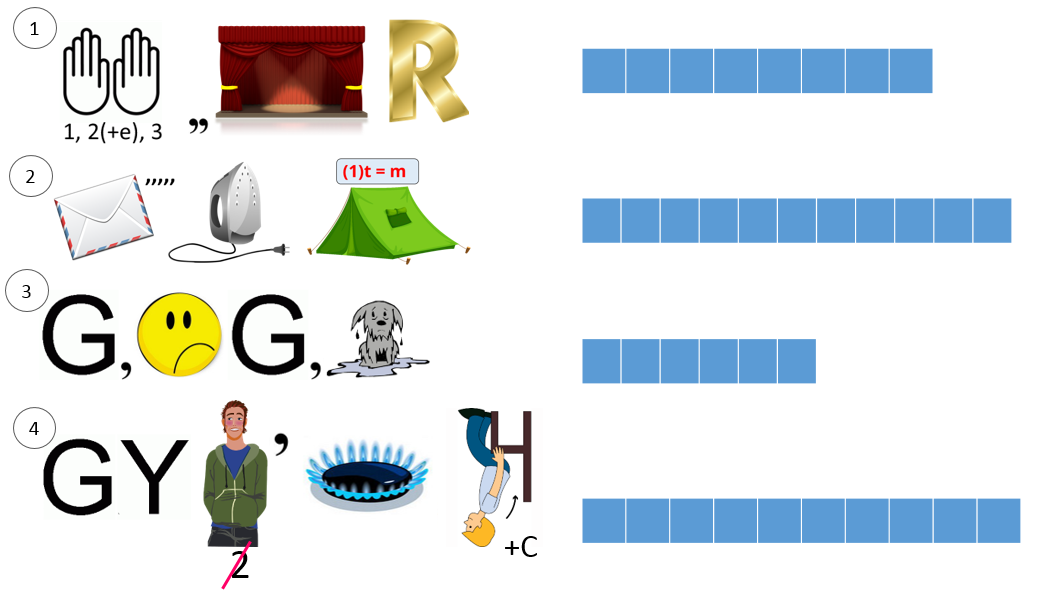 1
R
1, 2(+e), 3 ,,
2
,,,,,
(1)t = m
3
G, G,
4
GY ,
2
+C